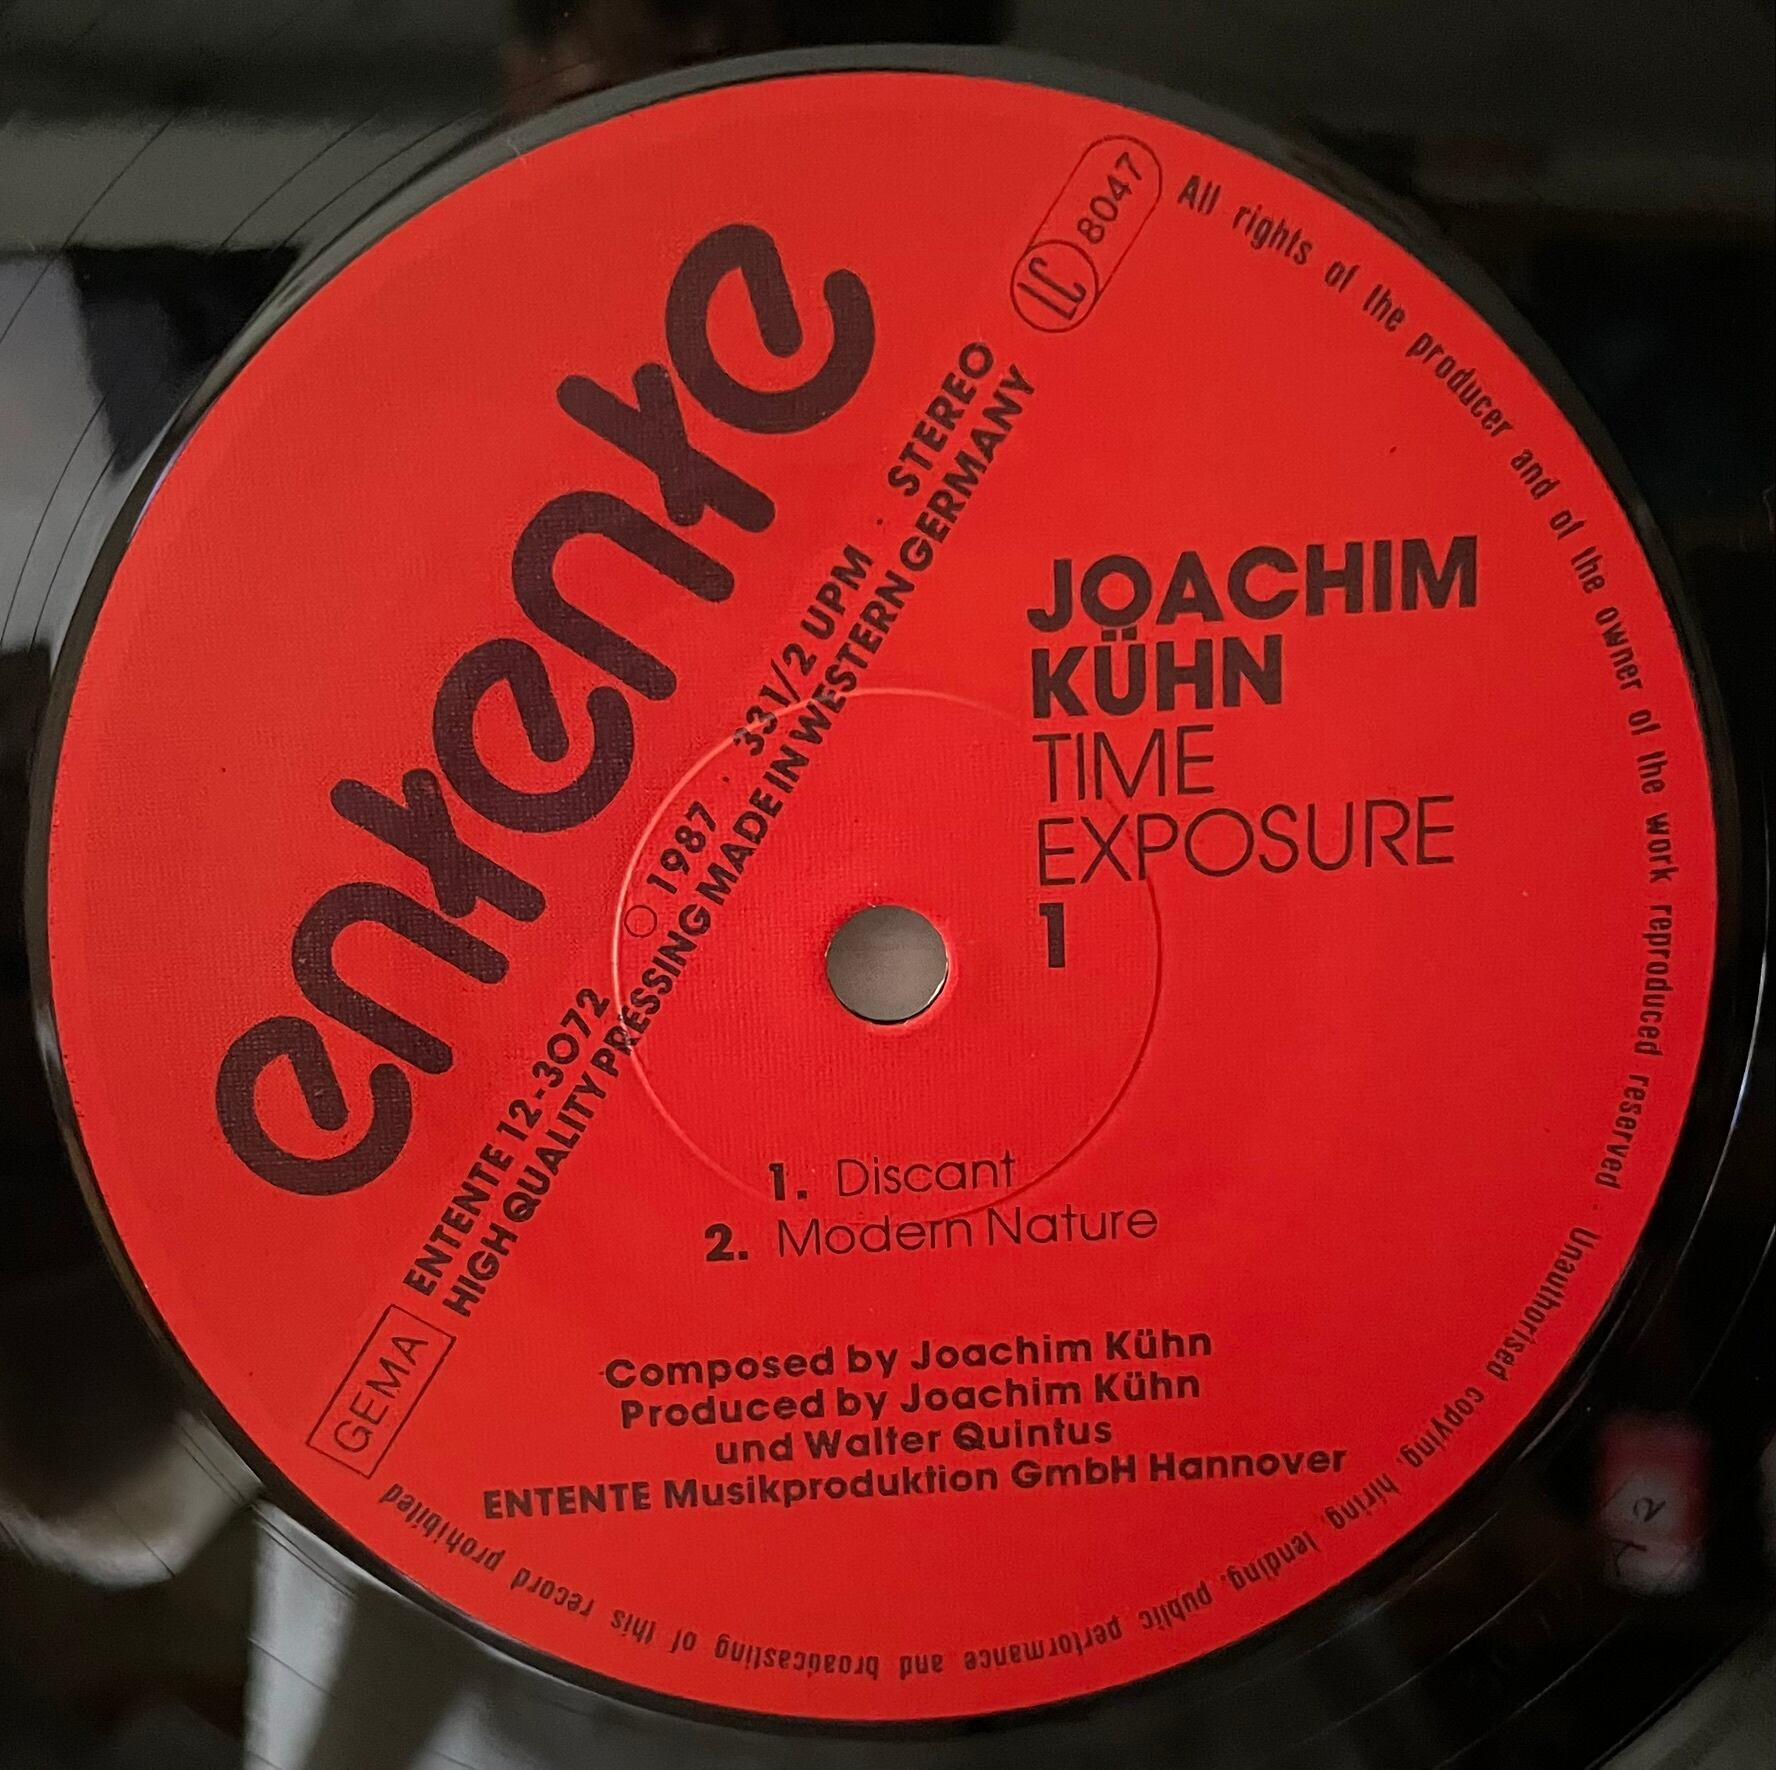 entente
ENTENTE 12-3072 ○ 1987 · 331/2 UPM · STEREO
HIGH QUALITY PRESSING MADE IN WESTERN GERMANY
GEMA
LC 8047
JOACHIM
KÜHN
TIME
EXPOSURE
1
1. Discant
2. Modern Nature
Composed by Joachim Kühn
Produced by Joachim Kühn
und Walter Quintus
ENTENTE Musikproduktion GmbH Hannover
All rights of the producer and of the owner of the work reproduced reserved · Unauthorised copying, hiring, lending, public performance and broadcasting of this record prohibited